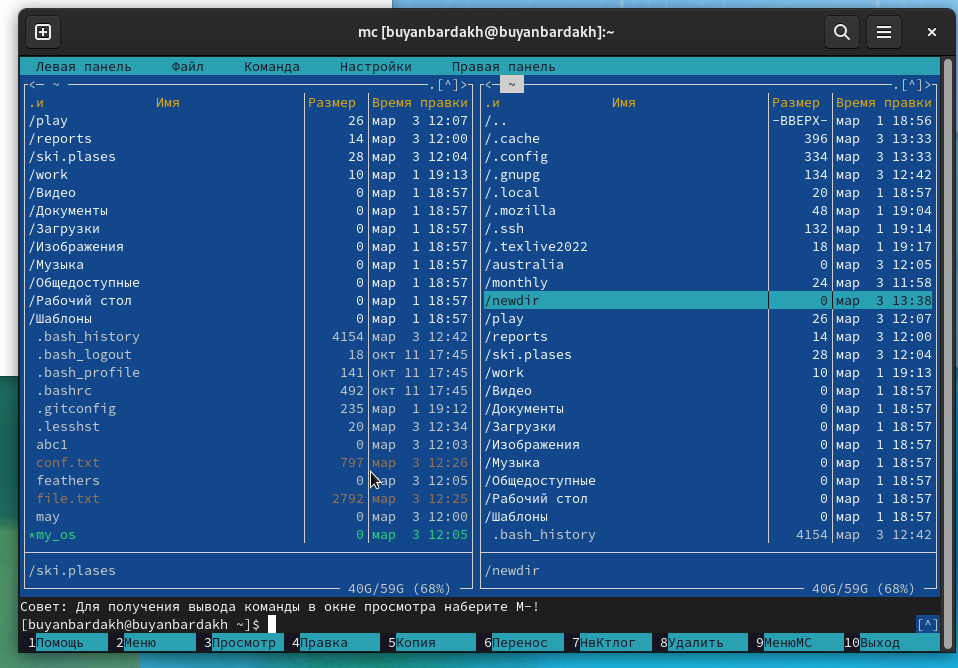 mc [buyanbardakh@buyanbardakh]:~
Левая панель Файл Команда Настройки Правая панель
<— ~ .[^]> <— ~ .[^]>
.и Имя Размер Время правки .и Имя Размер Время правки
/play 26 мар 3 12:07 /.. -ВВЕРХ- мар 1 18:56
/reports 14 мар 3 12:00 /.cache 396 мар 3 13:33
/ski.plases 28 мар 3 12:04 /.config 334 мар 3 13:33
/work 10 мар 1 19:13 /.gnupg 134 мар 3 12:42
/Видео 0 мар 1 18:57 /.local 20 мар 1 18:57
/Документы 0 мар 1 18:57 /.mozilla 48 мар 1 19:04
/Загрузки 0 мар 1 18:57 /.ssh 132 мар 1 19:14
/Изображения 0 мар 1 18:57 /.texlive2022 18 мар 1 19:17
/Музыка 0 мар 1 18:57 /australia 0 мар 3 12:05
/Общедоступные 0 мар 1 18:57 /monthly 24 мар 3 11:58
/Рабочий стол 0 мар 1 18:57 /newdir 0 мар 3 13:38
/Шаблоны 0 мар 1 18:57 /play 26 мар 3 12:07
.bash_history 4154 мар 3 12:42 /reports 14 мар 3 12:00
.bash_logout 18 окт 11 17:45 /ski.plases 28 мар 3 12:04
.bash_profile 141 окт 11 17:45 /work 10 мар 1 19:13
.bashrc 492 окт 11 17:45 /Видео 0 мар 1 18:57
.gitconfig 235 мар 1 19:12 /Документы 0 мар 1 18:57
.lesshst 20 мар 3 12:34 /Загрузки 0 мар 1 18:57
abc1 0 мар 3 12:03 /Изображения 0 мар 1 18:57
conf.txt 797 мар 3 12:26 /Музыка 0 мар 1 18:57
feathers 0 мар 3 12:05 /Общедоступные 0 мар 1 18:57
file.txt 2792 мар 3 12:25 /Рабочий стол 0 мар 1 18:57
may 0 мар 3 12:00 /Шаблоны 0 мар 1 18:57
*my_os 0 мар 3 12:05 .bash_history 4154 мар 3 12:42
/ski.plases /newdir
40G/59G (68%) 40G/59G (68%)
Совет: Для получения вывода команды в окне просмотра наберите M-!
[buyanbardakh@buyanbardakh ~]$ [^]
1Помощь 2Меню 3Просмотр 4Правка 5Копия 6Перенос 7НвКтлог 8Удалить 9МенюМС 10Выход